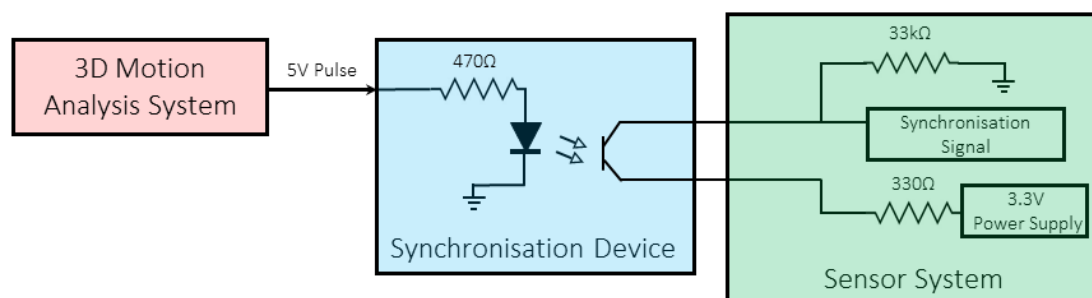 3D Motion
Analysis System
5V Pulse
470Ω
Synchronisation Device
33kΩ
Synchronisation
Signal
330Ω
3.3V
Power Supply
Sensor System